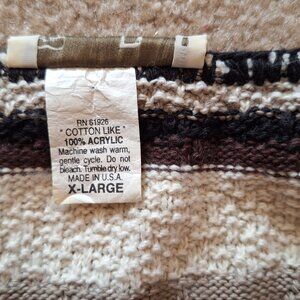 RN 61926
"COTTON LIKE"
100% ACRYLIC
Machine wash warm,
gentle cycle. Do not
bleach. Tumble dry low.
MADE IN U.S.A.
X-LARGE